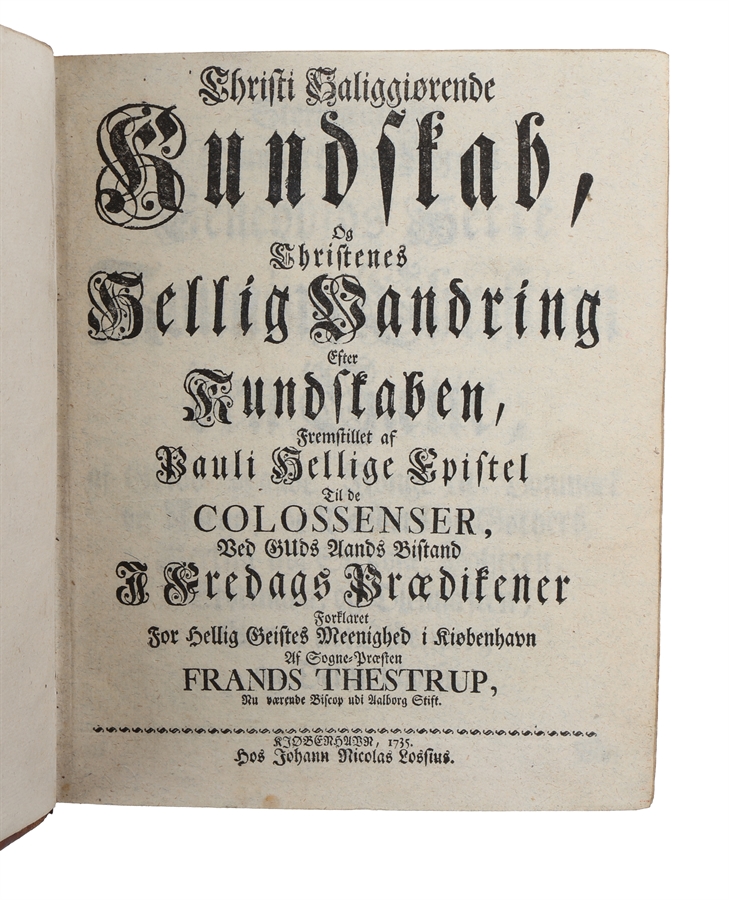 Christi Saliggiørende
Kundskab,
Og
Christenes
Hellig Vandring
Efter
Kundskaben,
Fremstillet af
Pauli Hellige Epistel
Til de
COLOSSENSER,
Ved GUds Aands Bistand
I Fredags Prædikener
Forklaret
For Hellig Geistes Meenighed i Kiøbenhavn
Af Sogne-Præsten
FRANDS THESTRUP,
Nu værende Biscop udi Aalborg Stift.
KJØBENHAVN, 1735.
Hos Johann Nicolas Lossius.